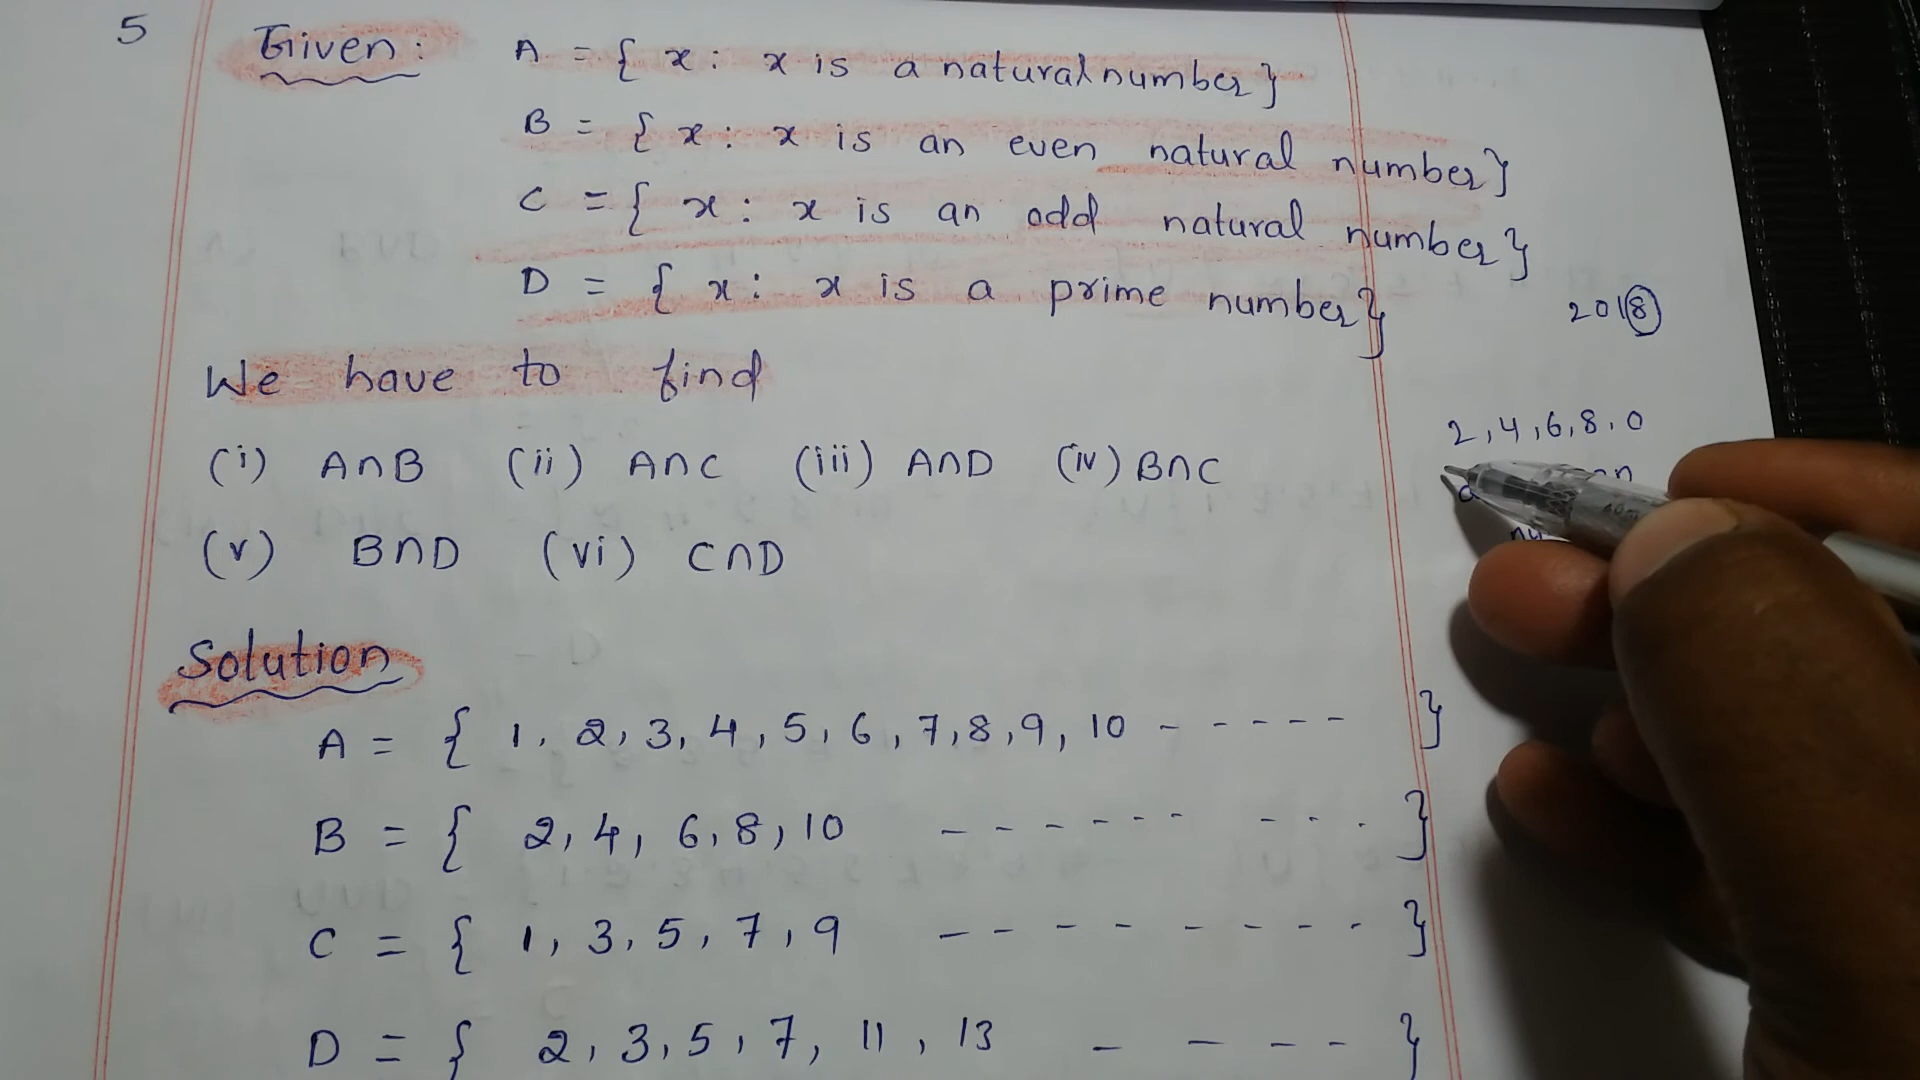 5
Given: A = { x : x is a natural number }
B = { x : x is an even natural number }
C = { x : x is an odd natural number }
D = { x : x is a prime number }
2018
We have to find
2, 4, 6, 8, 0
(i) A∩B (ii) A∩C (iii) A∩D (iv) B∩C
(v) B∩D (vi) C∩D
Solution
A = { 1, 2, 3, 4, 5, 6, 7, 8, 9, 10 - - - - - }
B = { 2, 4, 6, 8, 10 - - - - - - - - - }
C = { 1, 3, 5, 7, 9 - - - - - - - - - }
D = { 2, 3, 5, 7, 11, 13 - - - - }